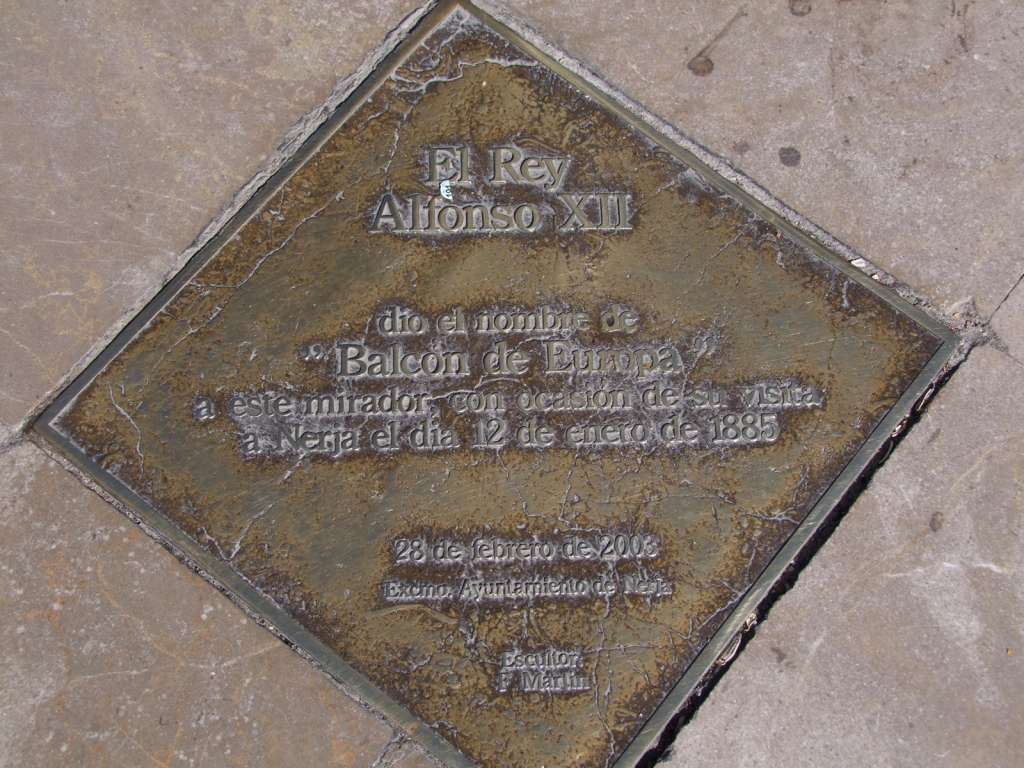 El Rey
Alfonso XII
dio el nombre de
"Balcón de Europa"
a este mirador, con ocasión de su visita
a Nerja el día 12 de enero de 1885
28 de febrero de 2003
Excmo. Ayuntamiento de Nerja
Escultor
F Martín